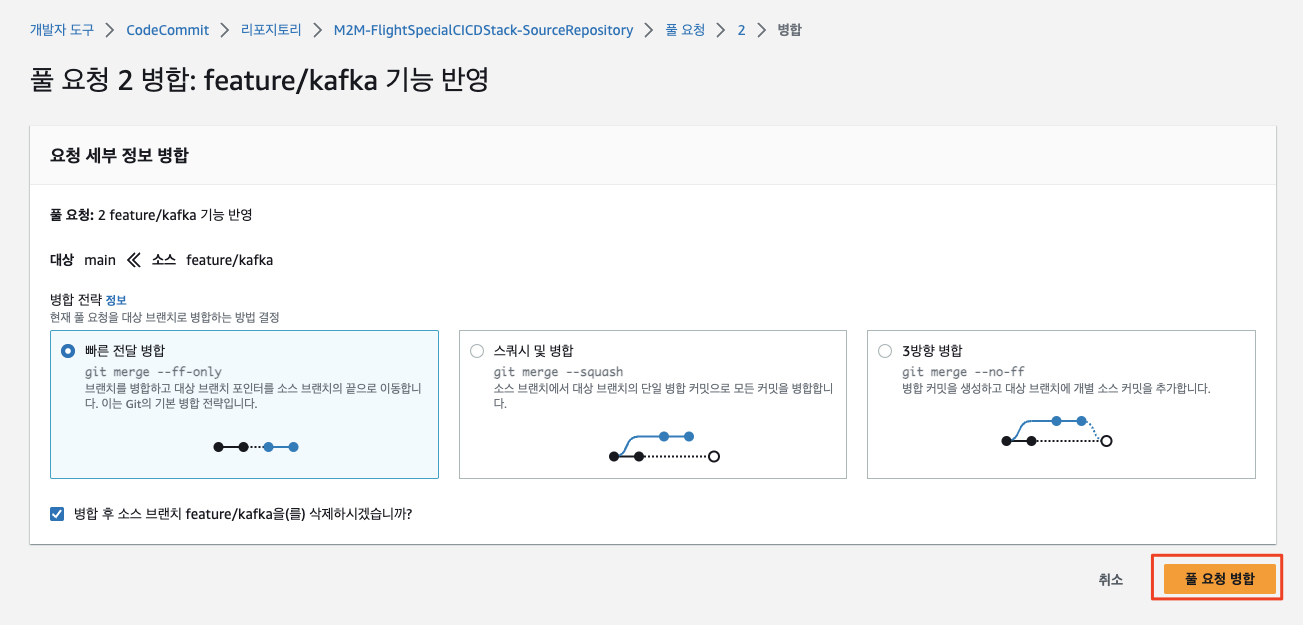 개발자 도구 > CodeCommit > 리포지토리 > M2M-FlightSpecialCICDStack-SourceRepository > 풀 요청 > 2 > 병합
풀 요청 2 병합: feature/kafka 기능 반영
요청 세부 정보 병합
풀 요청: 2 feature/kafka 기능 반영
대상 main « 소스 feature/kafka
병합 전략 정보
현재 풀 요청을 대상 브랜치로 병합하는 방법 결정
빠른 전달 병합
git merge --ff-only
브랜치를 병합하고 대상 브랜치 포인터를 소스 브랜치의 끝으로 이동합니
다. 이는 Git의 기본 병합 전략입니다.
스쿼시 및 병합
git merge --squash
소스 브랜치에서 대상 브랜치의 단일 병합 커밋으로 모든 커밋을 병합합니
다.
3방향 병합
git merge --no-ff
병합 커밋을 생성하고 대상 브랜치에 개별 소스 커밋을 추가합니다.
병합 후 소스 브랜치 feature/kafka을(를) 삭제하시겠습니까?
취소
풀 요청 병합